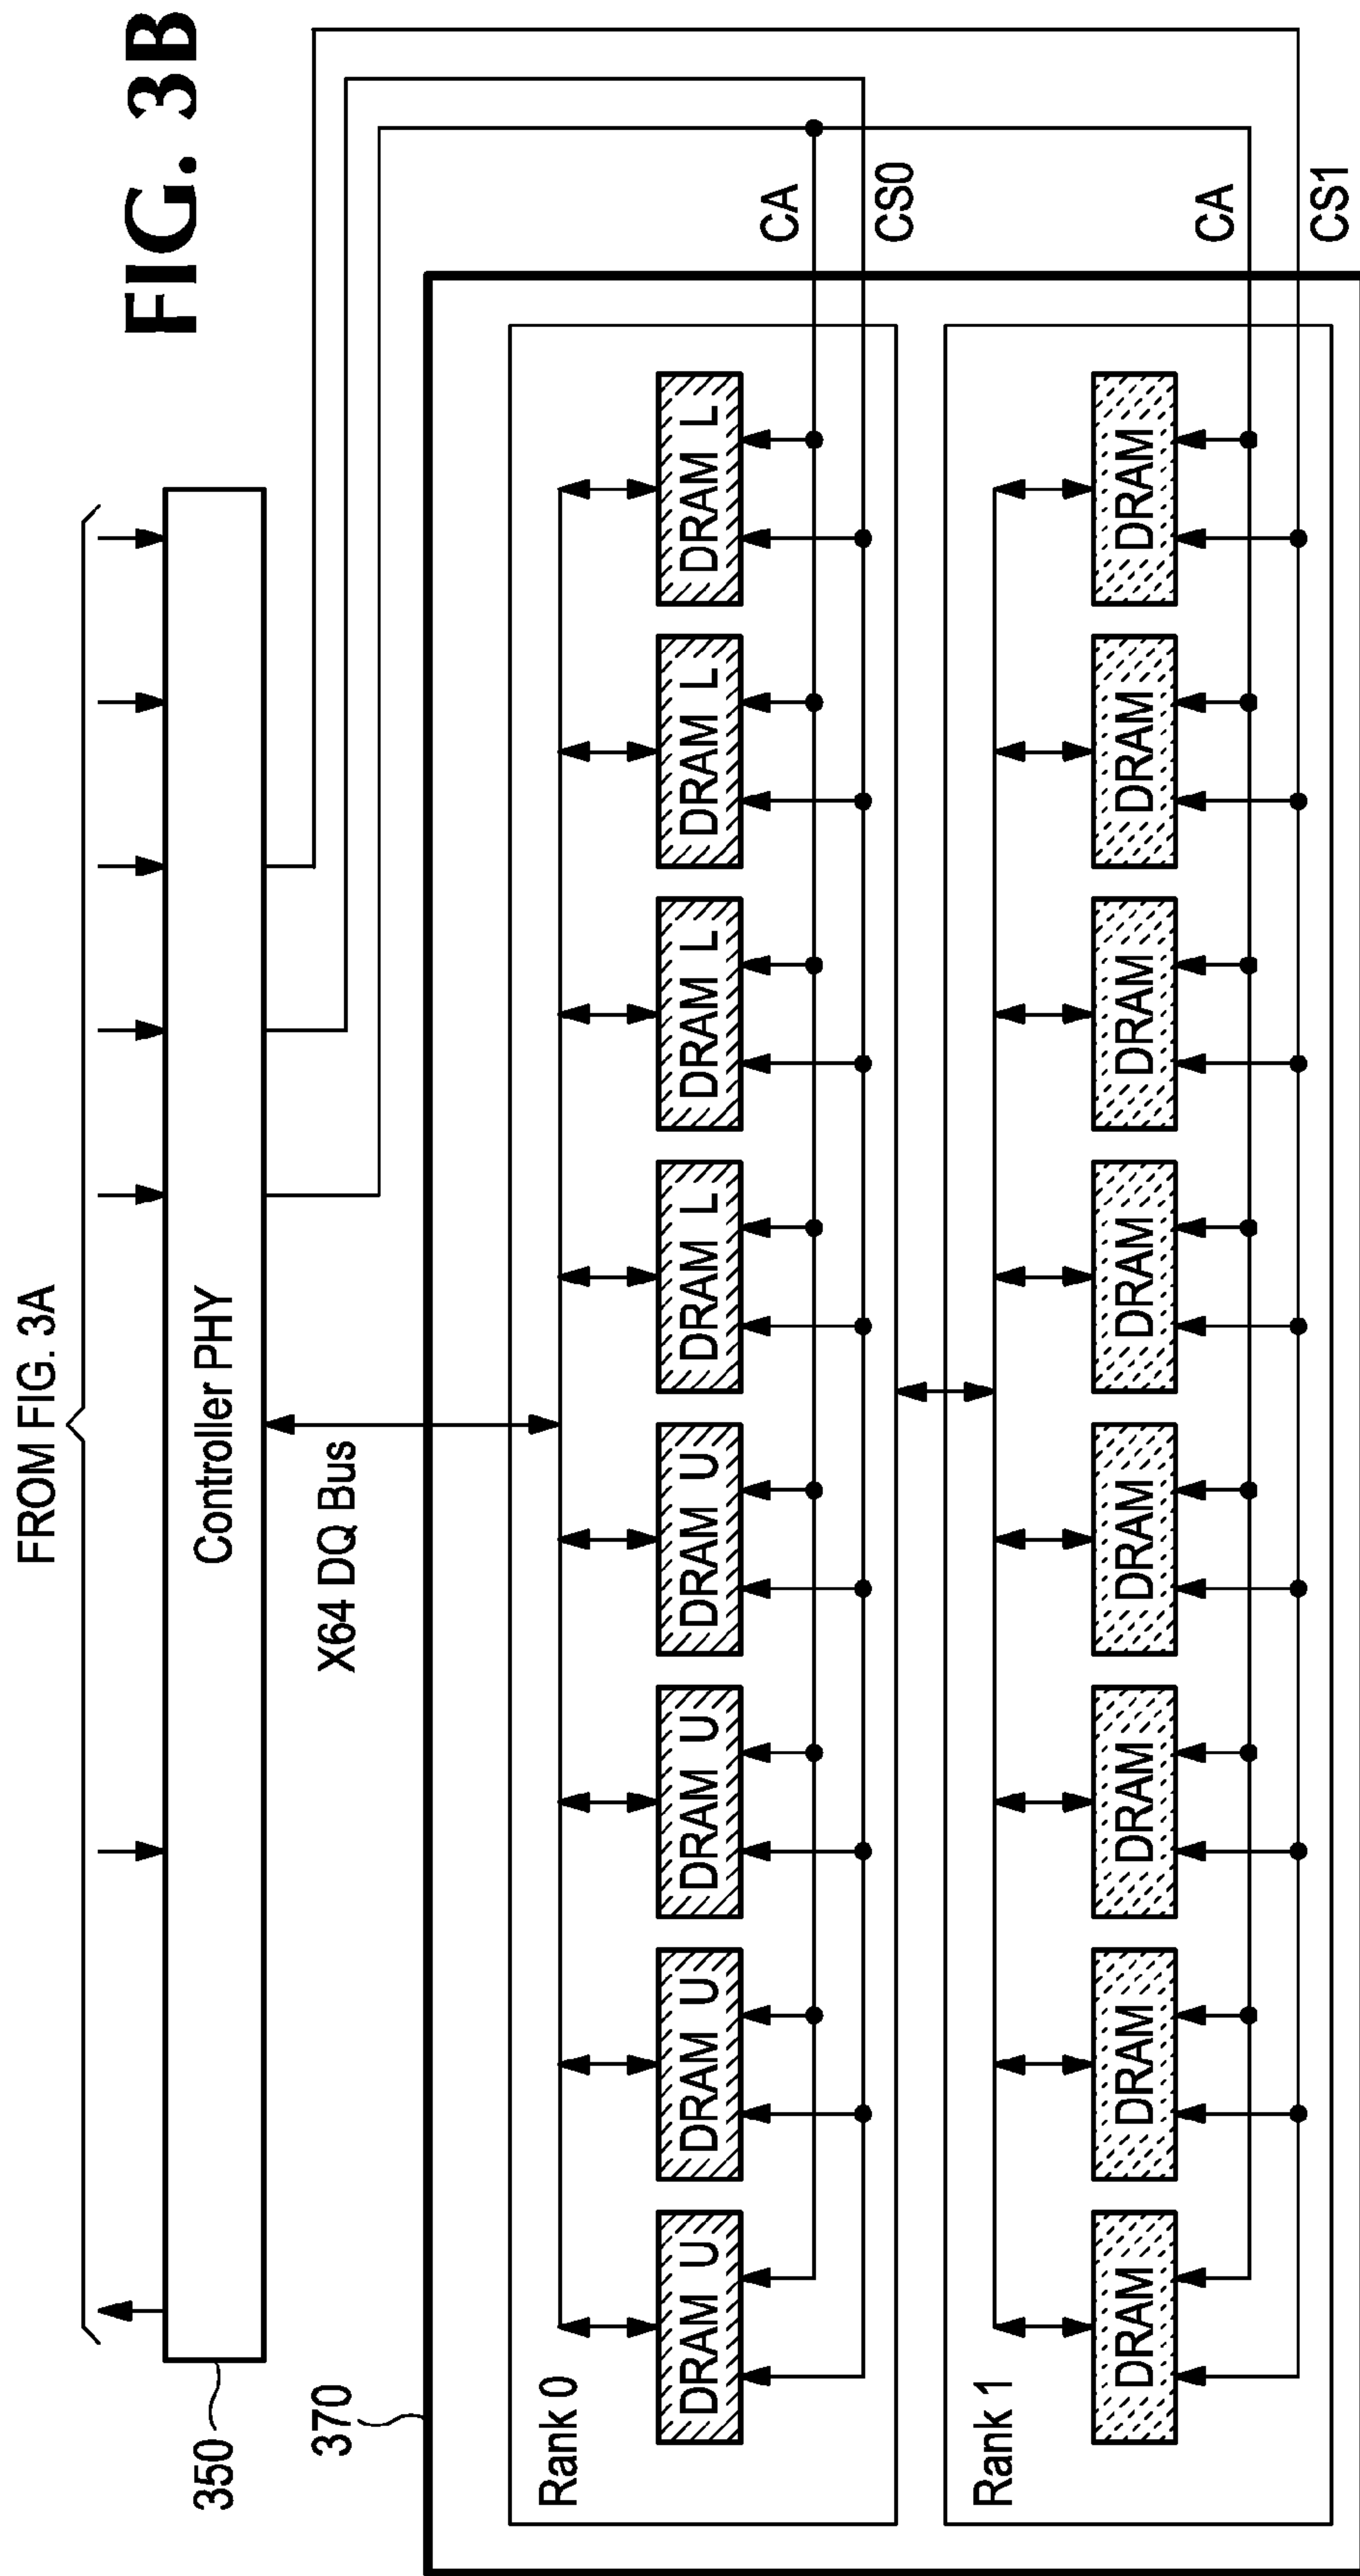 FROM FIG. 3A
FIG. 3B
350
Controller PHY
X64 DQ Bus
370
Rank 0
DRAM U
DRAM U
DRAM U
DRAM U
DRAM L
DRAM L
DRAM L
DRAM L
CA
CS0
Rank 1
DRAM
DRAM
DRAM
DRAM
DRAM
DRAM
DRAM
DRAM
CA
CS1